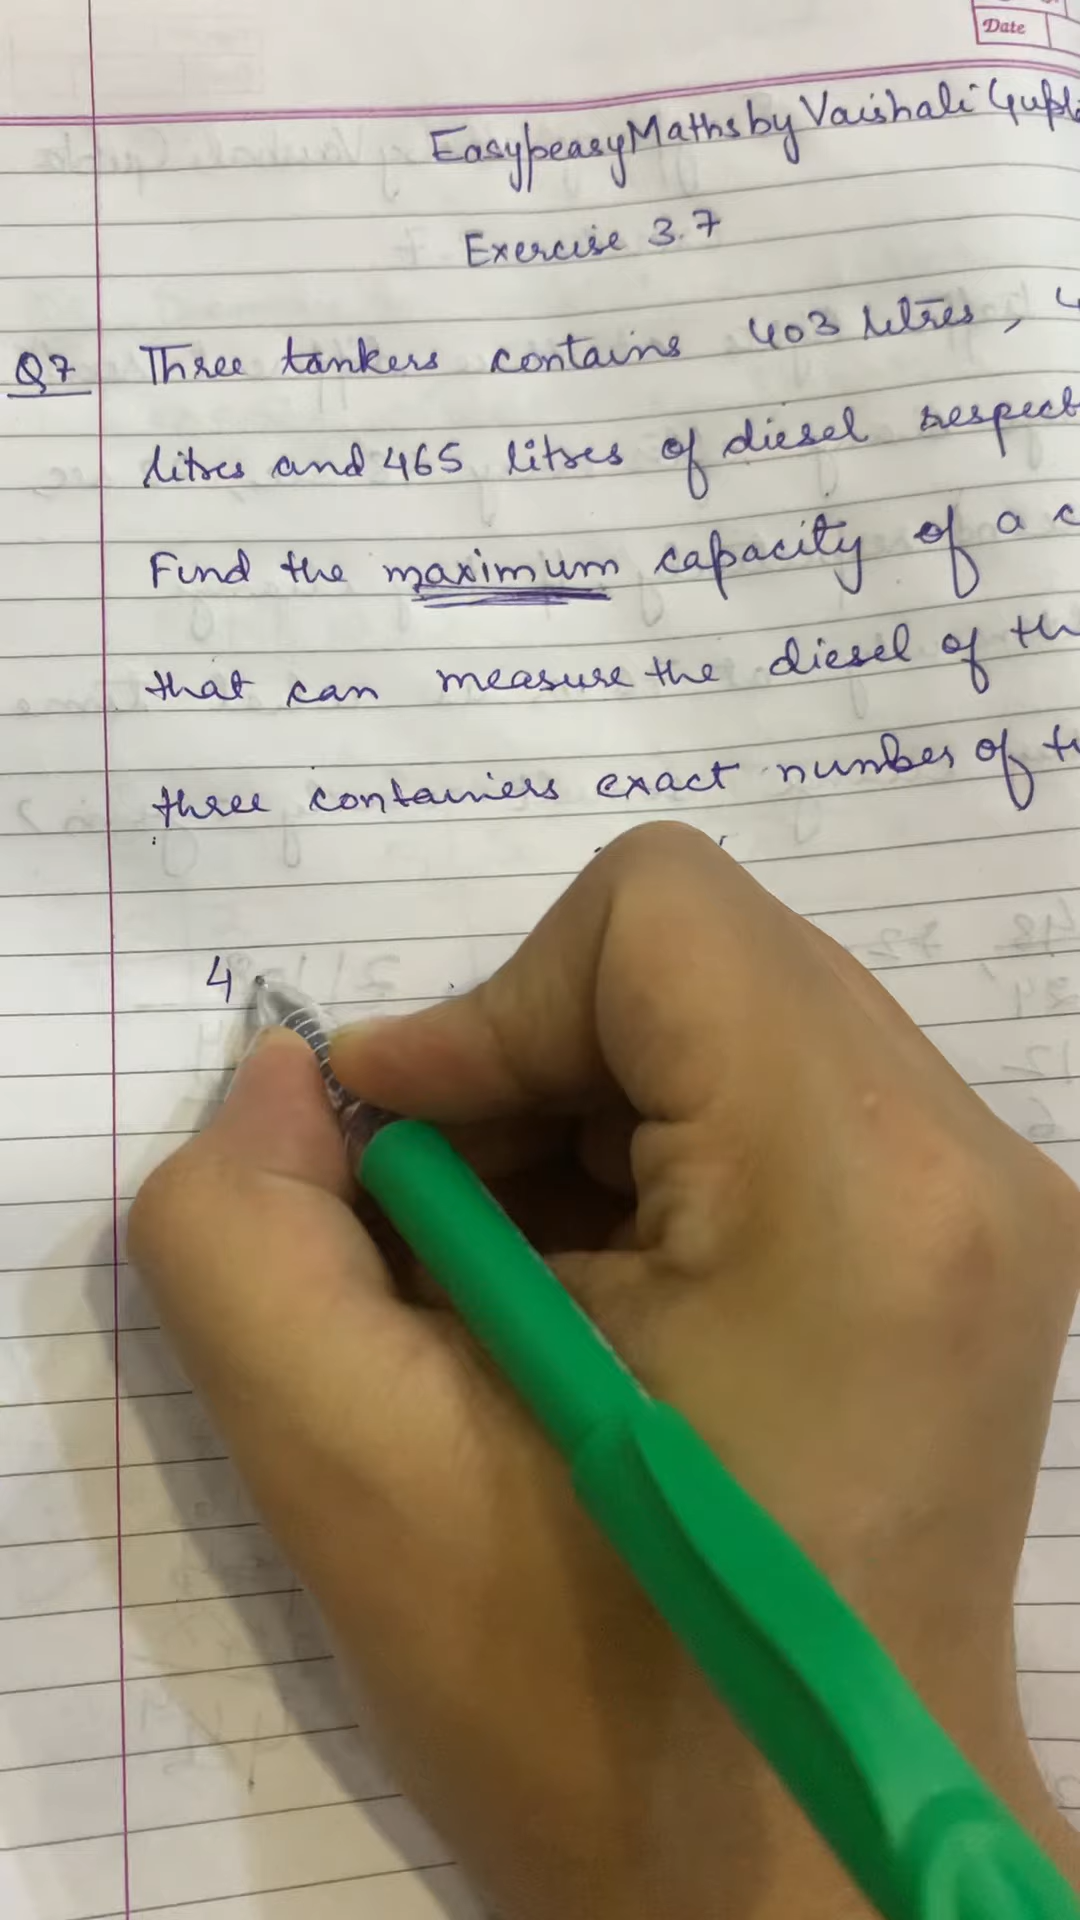 Date
EasypeasyMaths by Vaishali
Exercise 3.7
Q7 Three tankers contains 403 litres,
litres and 465 litres of diesel
Find the maximum capacity of a
that can measure the diesel of
three containers exact number of
4